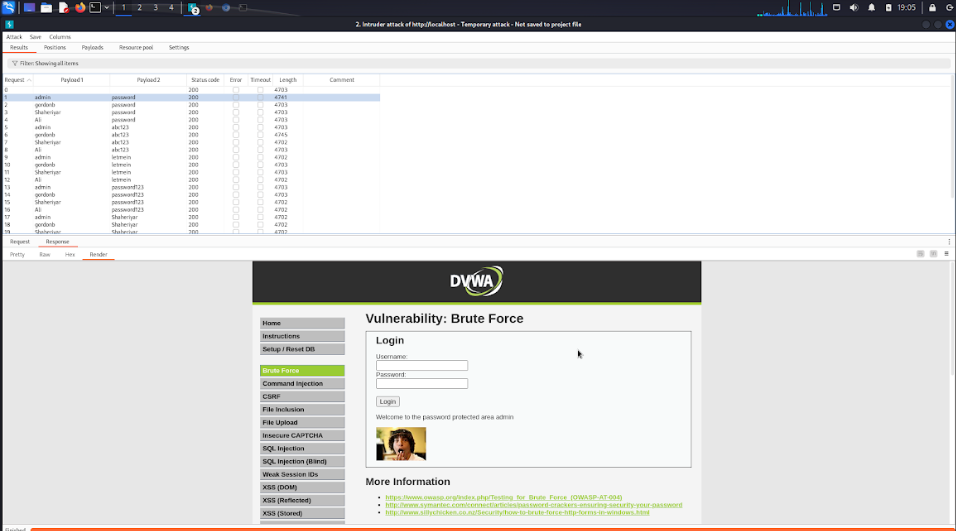 1 2 3 4 2 19:05
2. Intruder attack of http://localhost - Temporary attack - Not saved to project file
Attack Save Columns
Results Positions Payloads Resource pool Settings
Filter: Showing all items
Request Payload 1 Payload 2 Status code Error Timeout Length Comment
0 200 4703
1 admin password 200 4741
2 gordonb password 200 4703
3 Shaheriyar password 200 4703
4 Ali password 200 4703
5 admin abc123 200 4703
6 gordonb abc123 200 4745
7 Shaheriyar abc123 200 4702
8 Ali abc123 200 4703
9 admin letmein 200 4702
10 gordonb letmein 200 4703
11 Shaheriyar letmein 200 4702
12 Ali letmein 200 4702
13 admin password123 200 4703
14 gordonb password123 200 4703
15 Shaheriyar password123 200 4702
16 Ali password123 200 4703
17 admin Shaheriyar 200 4702
18 gordonb Shaheriyar 200 4702
19 Shaheriyar Shaheriyar 200 4702
Request Response
Pretty Raw Hex Render
DVWA
Home
Instructions
Setup / Reset DB
Brute Force
Command Injection
CSRF
File Inclusion
File Upload
Insecure CAPTCHA
SQL Injection
SQL Injection (Blind)
Weak Session IDs
XSS (DOM)
XSS (Reflected)
XSS (Stored)
Vulnerability: Brute Force
Login
Username:
Password:
Login
Welcome to the password protected area admin
More Information
https://www.owasp.org/index.php/Testing_for_Brute_Force_(OWASP-AT-004)
http://www.symantec.com/connect/articles/password-crackers-ensuring-security-your-password
http://www.sillychicken.co.nz/Security/how-to-brute-force-http-forms-in-windows.html
Finished